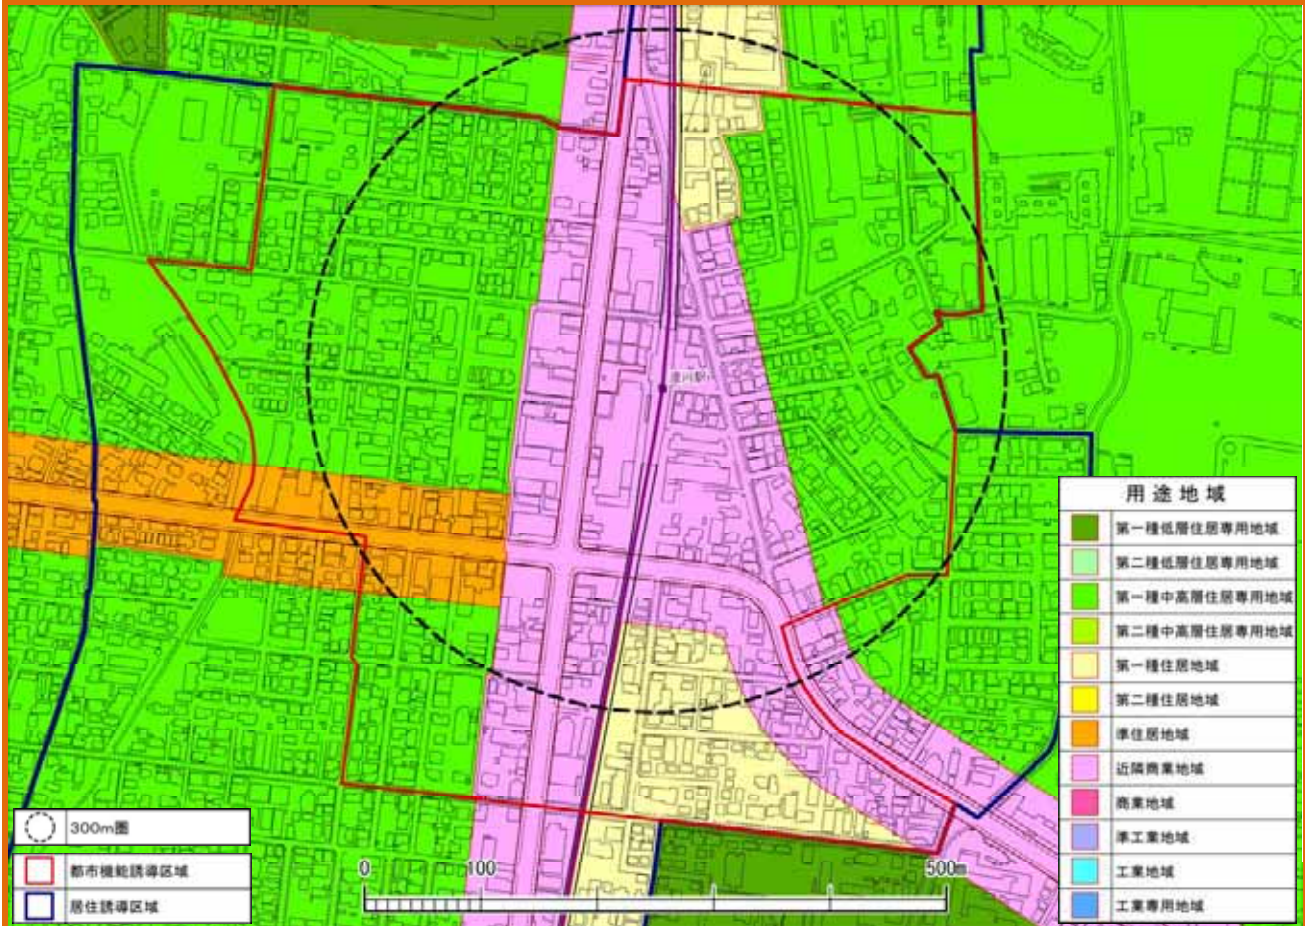 用途地域
第一種低層住居専用地域
第二種低層住居専用地域
第一種中高層住居専用地域
第二種中高層住居専用地域
第一種住居地域
第二種住居地域
準住居地域
近隣商業地域
商業地域
準工業地域
工業地域
工業専用地域
300m圏
都市機能誘導区域
居住誘導区域
0 100 500m